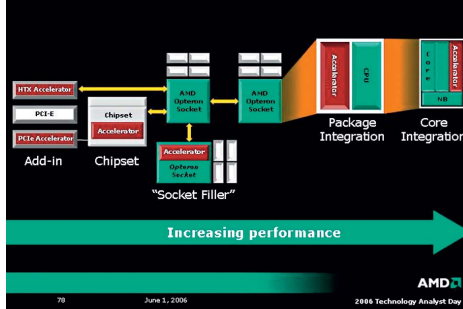 HTX Accelerator
PCI-E
PCIe Accelerator
Add-in
Chipset
Accelerator
Chipset
AMD
Opteron
Socket
AMD
Opteron
Socket
Accelerator
Opteron
Socket
"Socket Filler"
Accelerator
CPU
Package
Integration
Core
Accelerator
NB
Core
Integration
Increasing performance
AMD
78
June 1, 2006
2006 Technology Analyst Day